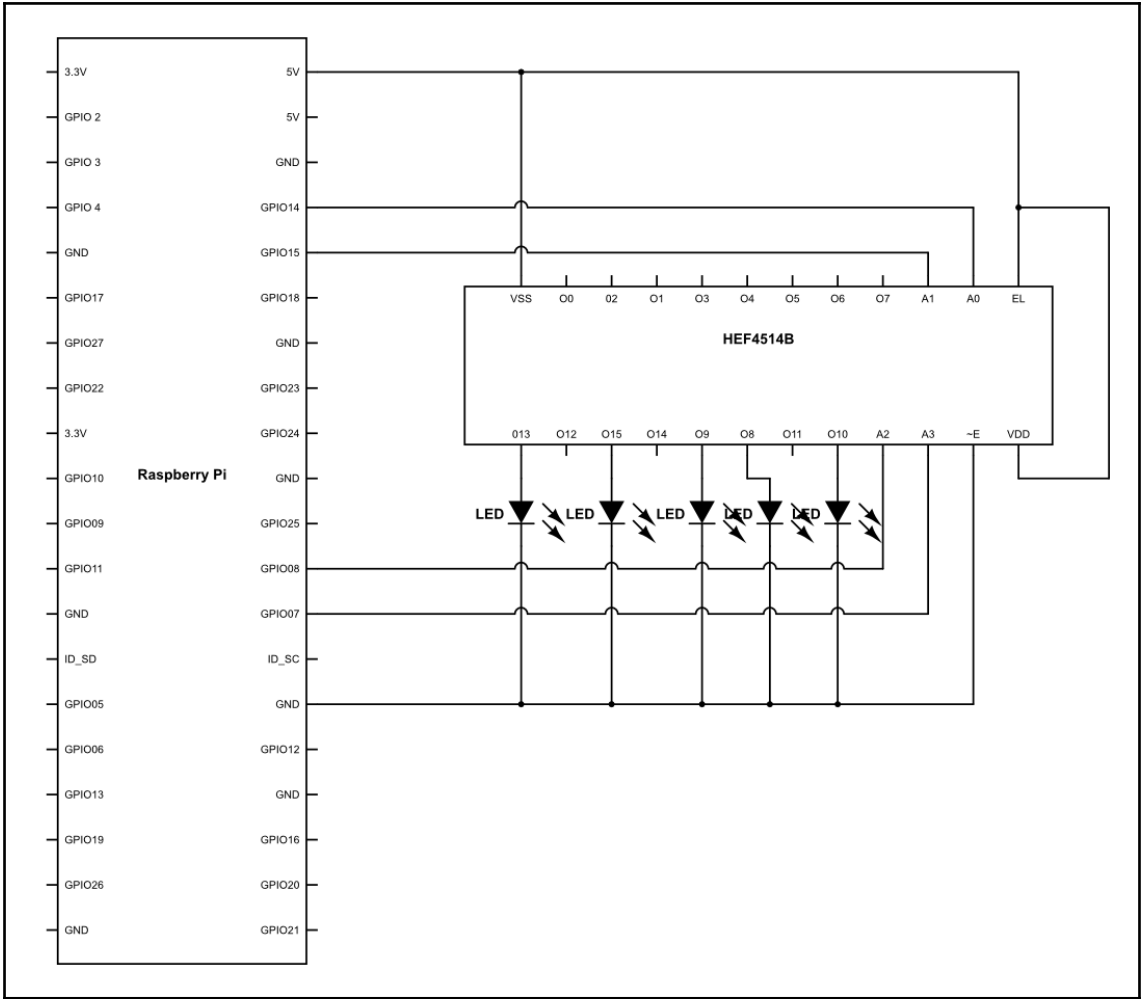 3.3V 5V
GPIO 2 5V
GPIO 3 GND
GPIO 4 GPIO14
GND GPIO15
GPIO17 GPIO18
GPIO27 GND
GPIO22 GPIO23
3.3V GPIO24
GPIO10 GND
Raspberry Pi
GPIO09 GPIO25
GPIO11 GPIO08
GND GPIO07
ID_SD ID_SC
GPIO05 GND
GPIO06 GPIO12
GPIO13 GND
GPIO19 GPIO16
GPIO26 GPIO20
GND GPIO21
VSS O0 02 O1 O3 O4 O5 O6 O7 A1 A0 EL
HEF4514B
013 O12 O15 O14 O9 O8 O11 O10 A2 A3 ~E VDD
LED LED LED LED LED